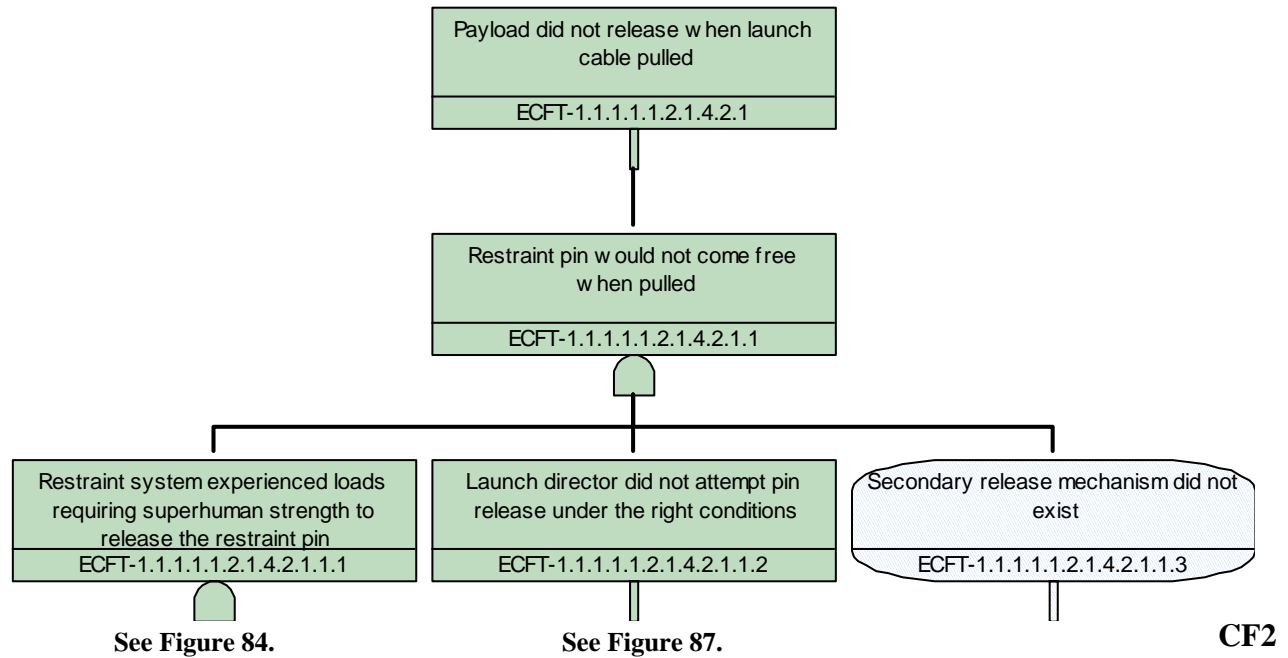 Payload did not release when launch
cable pulled
ECFT-1.1.1.1.1.2.1.4.2.1
Restraint pin would not come free
when pulled
ECFT-1.1.1.1.1.2.1.4.2.1.1
Restraint system experienced loads
requiring superhuman strength to
release the restraint pin
ECFT-1.1.1.1.1.2.1.4.2.1.1.1
Launch director did not attempt pin
release under the right conditions
ECFT-1.1.1.1.1.2.1.4.2.1.1.2
Secondary release mechanism did not
exist
ECFT-1.1.1.1.1.2.1.4.2.1.1.3
See Figure 84.
See Figure 87.
CF2